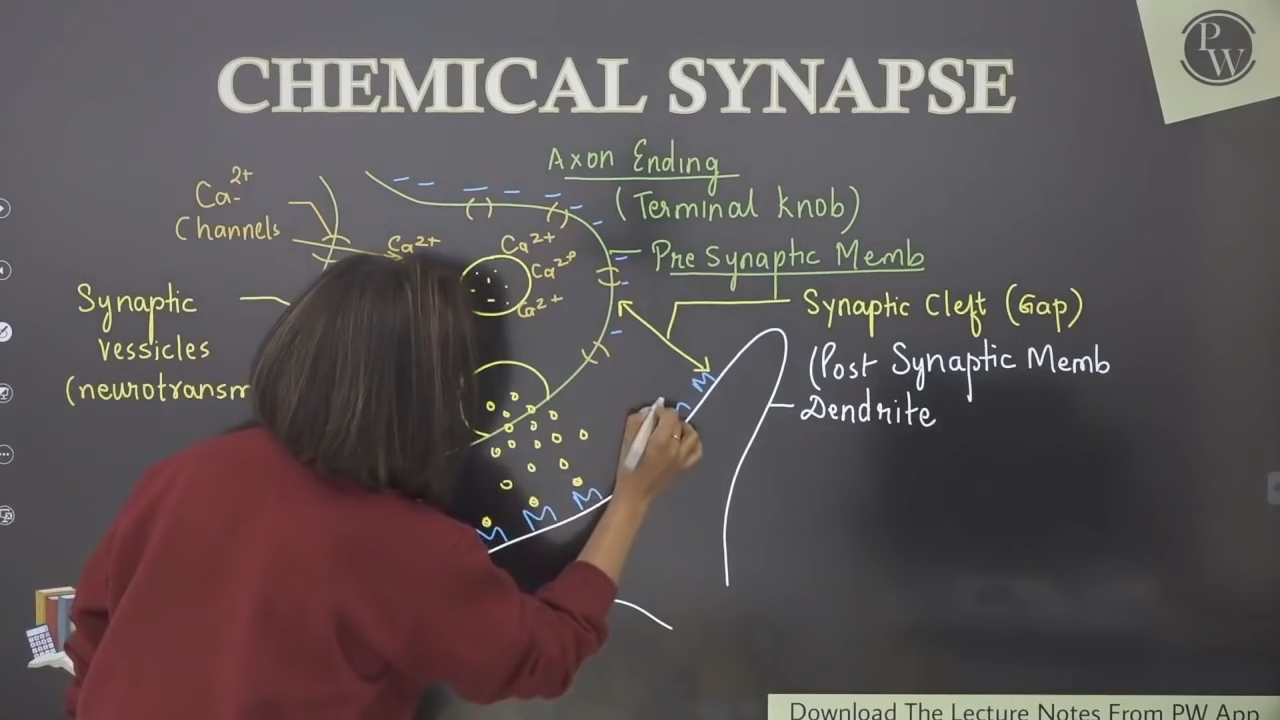 PW
CHEMICAL SYNAPSE
Axon Ending
(Terminal knob)
Ca2+
Channels
Pre Synaptic Memb
Ca2+
Ca2+
Ca2+
Ca2+
Synaptic
vessicles
(neurotransm
Synaptic Cleft (Gap)
(Post Synaptic Memb
Dendrite
Download The Lecture Notes From PW App